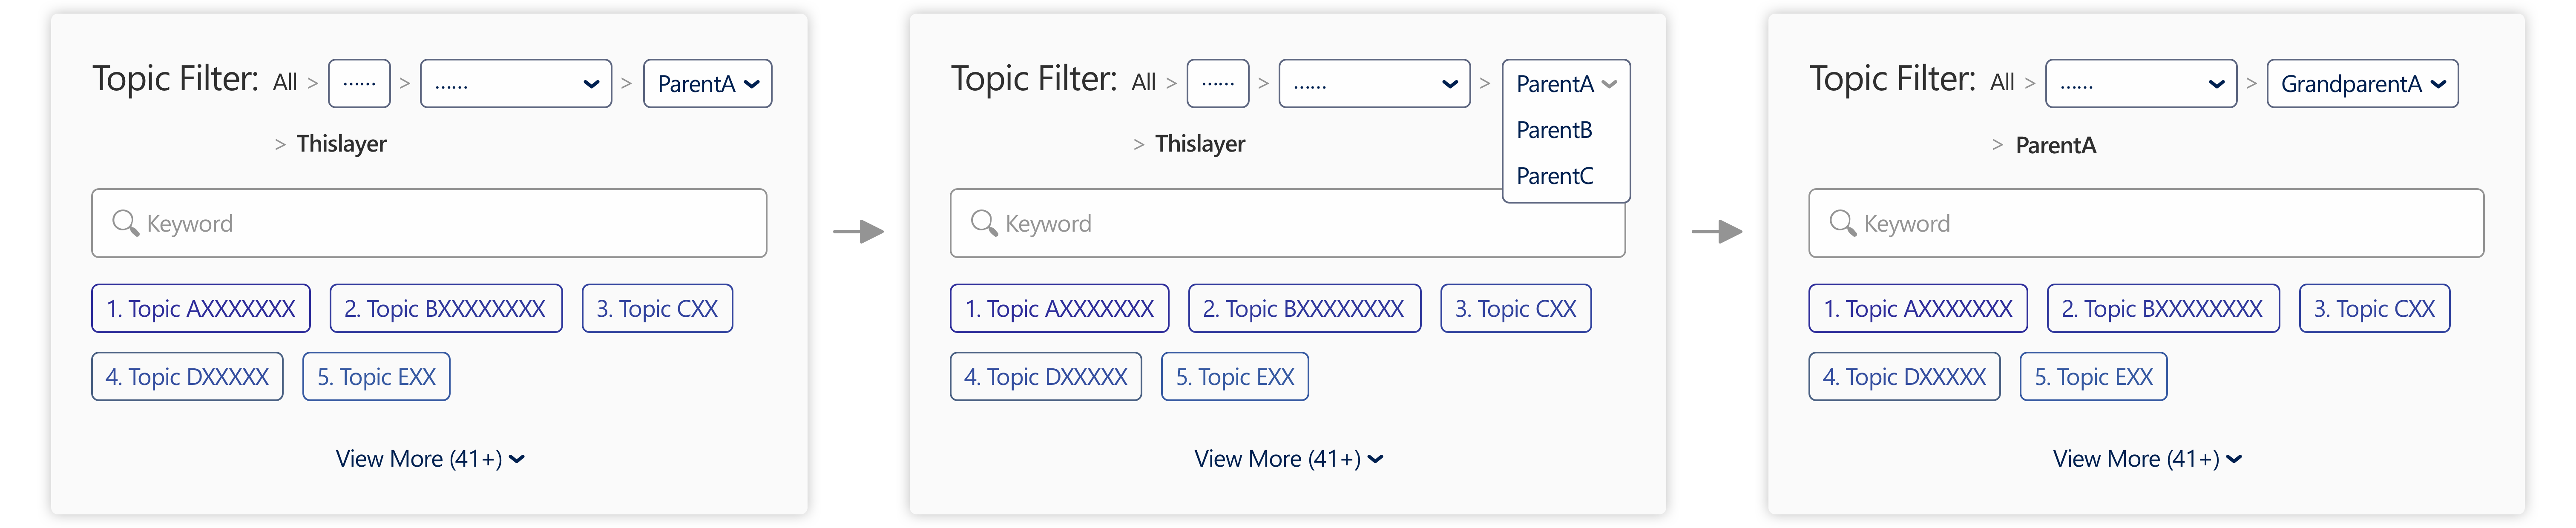 Topic Filter: All > ...... > ...... > ParentA
> Thislayer
Keyword
1. Topic AXXXXXXX 2. Topic BXXXXXXXX 3. Topic CXX
4. Topic DXXXXX 5. Topic EXX
View More (41+)
Topic Filter: All > ...... > ...... > ParentA
ParentB
> Thislayer
ParentC
Keyword
1. Topic AXXXXXXX 2. Topic BXXXXXXXX 3. Topic CXX
4. Topic DXXXXX 5. Topic EXX
View More (41+)
Topic Filter: All > ...... > GrandparentA
> ParentA
Keyword
1. Topic AXXXXXXX 2. Topic BXXXXXXXX 3. Topic CXX
4. Topic DXXXXX 5. Topic EXX
View More (41+)